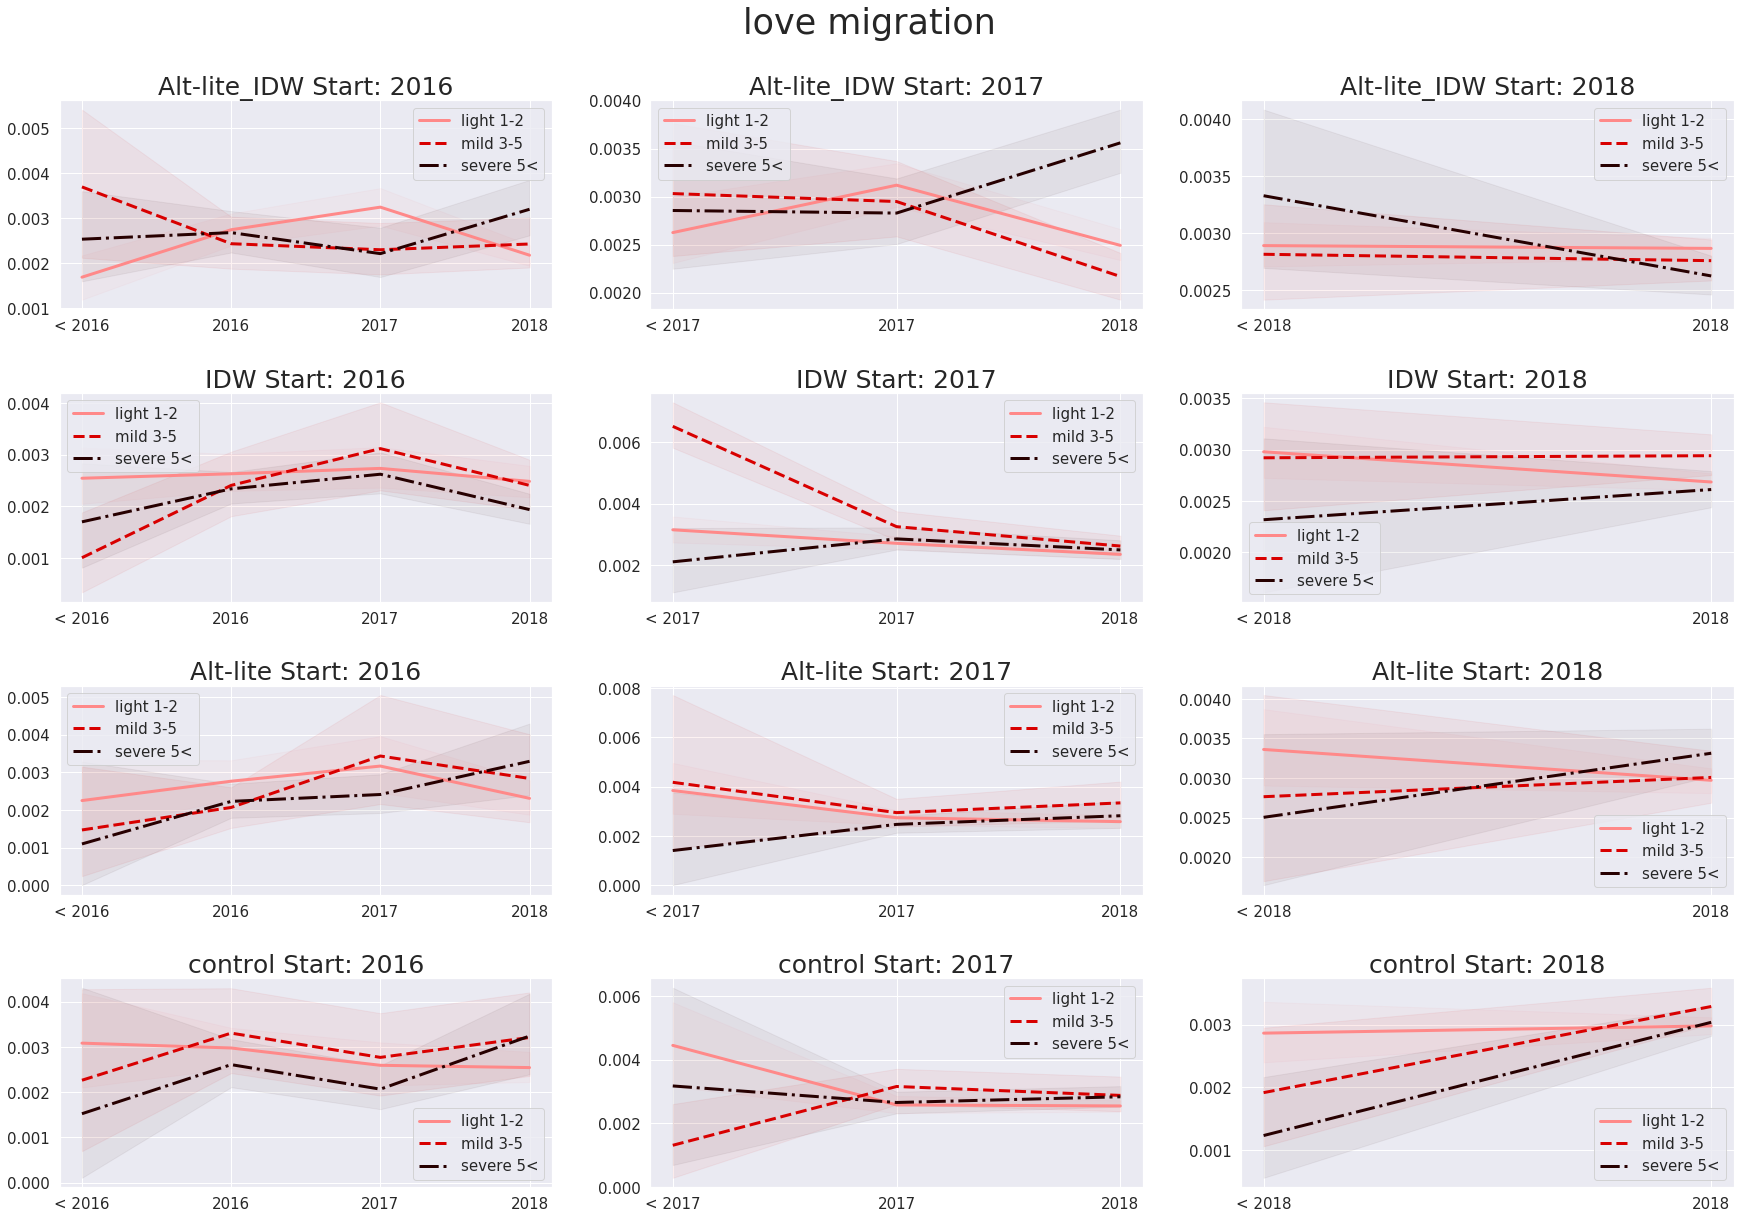 love migration
Alt-lite_IDW Start: 2016
0.005
0.004
0.003
0.002
0.001
< 2016
2016
2017
2018
light 1-2
mild 3-5
severe 5<
Alt-lite_IDW Start: 2017
0.0040
0.0035
0.0030
0.0025
0.0020
< 2017
2017
2018
light 1-2
mild 3-5
severe 5<
Alt-lite_IDW Start: 2018
0.0040
0.0035
0.0030
0.0025
< 2018
2018
light 1-2
mild 3-5
severe 5<
IDW Start: 2016
0.004
0.003
0.002
0.001
< 2016
2016
2017
2018
light 1-2
mild 3-5
severe 5<
IDW Start: 2017
0.006
0.004
0.002
< 2017
2017
2018
light 1-2
mild 3-5
severe 5<
IDW Start: 2018
0.0035
0.0030
0.0025
0.0020
< 2018
2018
light 1-2
mild 3-5
severe 5<
Alt-lite Start: 2016
0.005
0.004
0.003
0.002
0.001
0.000
< 2016
2016
2017
2018
light 1-2
mild 3-5
severe 5<
Alt-lite Start: 2017
0.008
0.006
0.004
0.002
0.000
< 2017
2017
2018
light 1-2
mild 3-5
severe 5<
Alt-lite Start: 2018
0.0040
0.0035
0.0030
0.0025
0.0020
< 2018
2018
light 1-2
mild 3-5
severe 5<
control Start: 2016
0.004
0.003
0.002
0.001
0.000
< 2016
2016
2017
2018
light 1-2
mild 3-5
severe 5<
control Start: 2017
0.006
0.004
0.002
0.000
< 2017
2017
2018
light 1-2
mild 3-5
severe 5<
control Start: 2018
0.003
0.002
0.001
< 2018
2018
light 1-2
mild 3-5
severe 5<